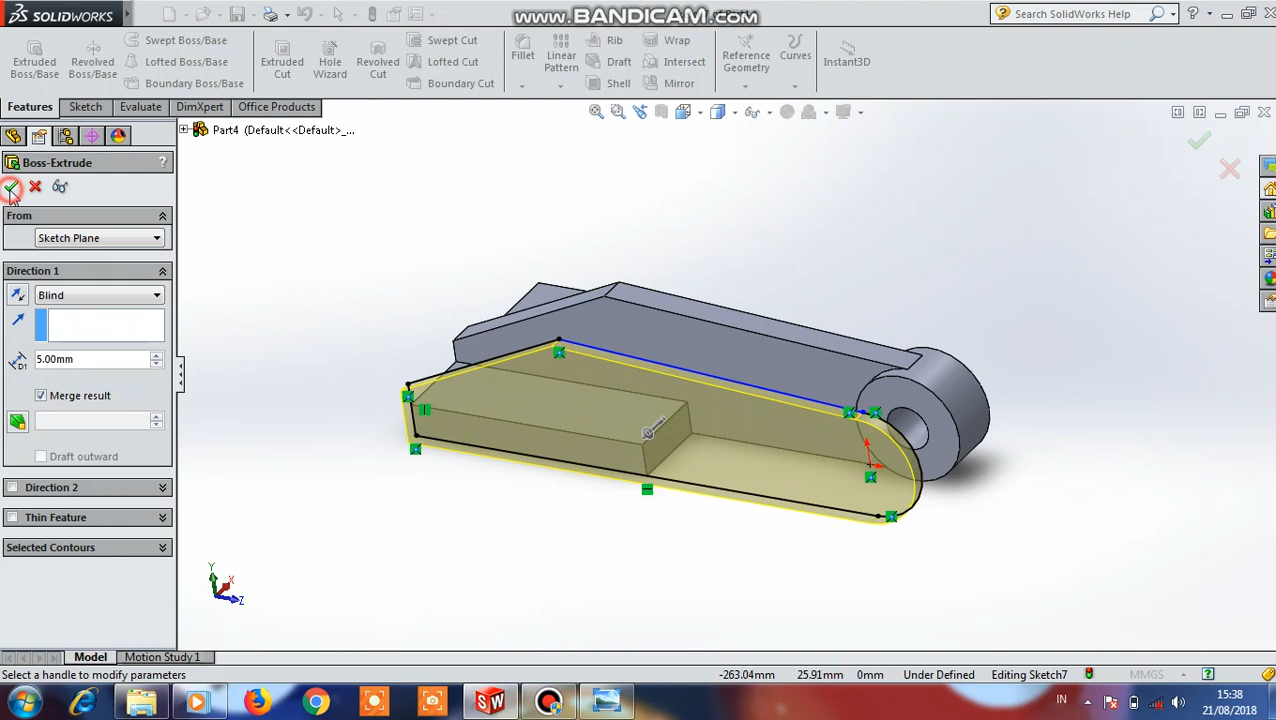 SOLIDWORKS
WWW.BANDICAM.COM
Search SolidWorks Help
Extruded Boss/Base
Revolved Boss/Base
Swept Boss/Base
Lofted Boss/Base
Boundary Boss/Base
Extruded Cut
Hole Wizard
Revolved Cut
Swept Cut
Lofted Cut
Boundary Cut
Fillet
Linear Pattern
Rib
Draft
Shell
Wrap
Intersect
Mirror
Reference Geometry
Curves
Instant3D
Features
Sketch
Evaluate
DimXpert
Office Products
Part4 (Default<<Default>_...
Boss-Extrude
?
From
Sketch Plane
Direction 1
Blind
D1
5.00mm
Merge result
Draft outward
Direction 2
Thin Feature
Selected Contours
Y
X
Z
Model
Motion Study 1
Select a handle to modify parameters
-263.04mm
25.91mm
0mm
Under Defined
Editing Sketch7
MMGS
?
IN
15:38
21/08/2018